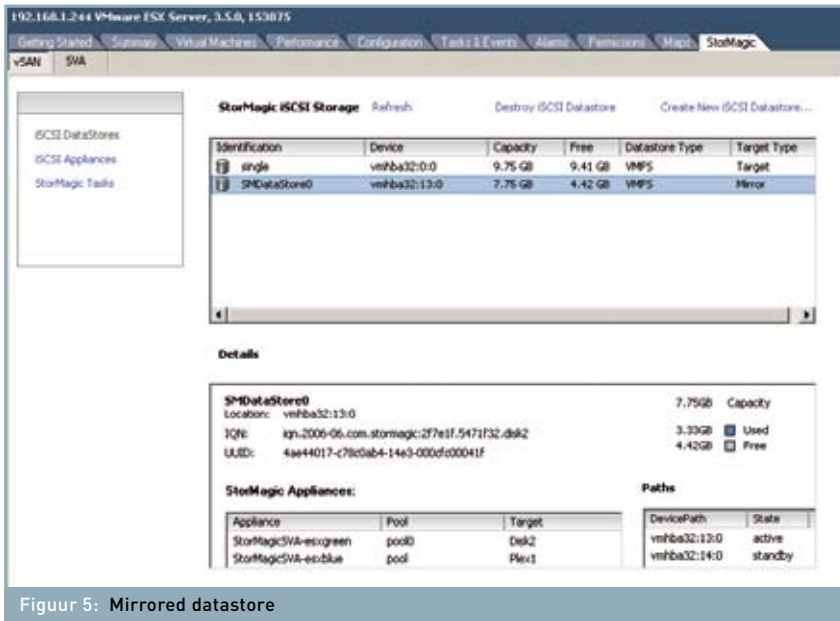 192.168.1.244 VMware ESX Server, 3.5.0, 153875
Getting Started Summary Virtual Machines Performance Configuration Tasks & Events Alarms Permissions Maps StorMagic
vSAN SVA
StorMagic iSCSI Storage Refresh Destroy iSCSI Datastore Create New iSCSI Datastore...
iSCSI DataStores
iSCSI Appliances
StorMagic Tasks
Identification Device Capacity Free Datastore Type Target Type
single vmhba32:0:0 9.75 GB 9.41 GB VMFS Target
SMDataStore0 vmhba32:13:0 7.75 GB 4.42 GB VMFS Mirror
Details
SMDataStore0 7.75GB Capacity
Location: vmhba32:13:0
3.33GB Used
IQN: iqn.2006-06.com.stormagic:2f7e1f.5471f32.disk2
4.42GB Free
UUID: 4ae44017-c78c0ab4-14e3-000cfc00041f
StorMagic Appliances: Paths
Appliance Pool Target DevicePath State
StorMagicSVA-esxgreen pool0 Disk2 vmhba32:13:0 active
StorMagicSVA-esxblue pool Plex1 vmhba32:14:0 standby
Figuur 5: Mirrored datastore